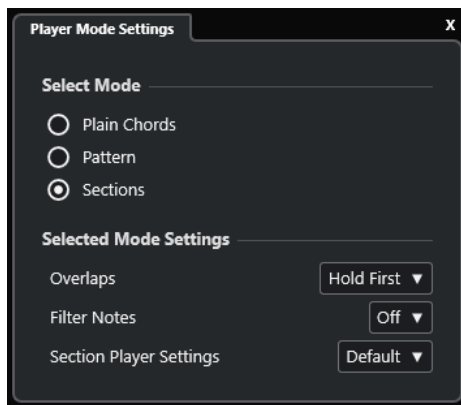 Player Mode Settings X
Select Mode
Plain Chords
Pattern
Sections
Selected Mode Settings
Overlaps Hold First ▼
Filter Notes Off ▼
Section Player Settings Default ▼